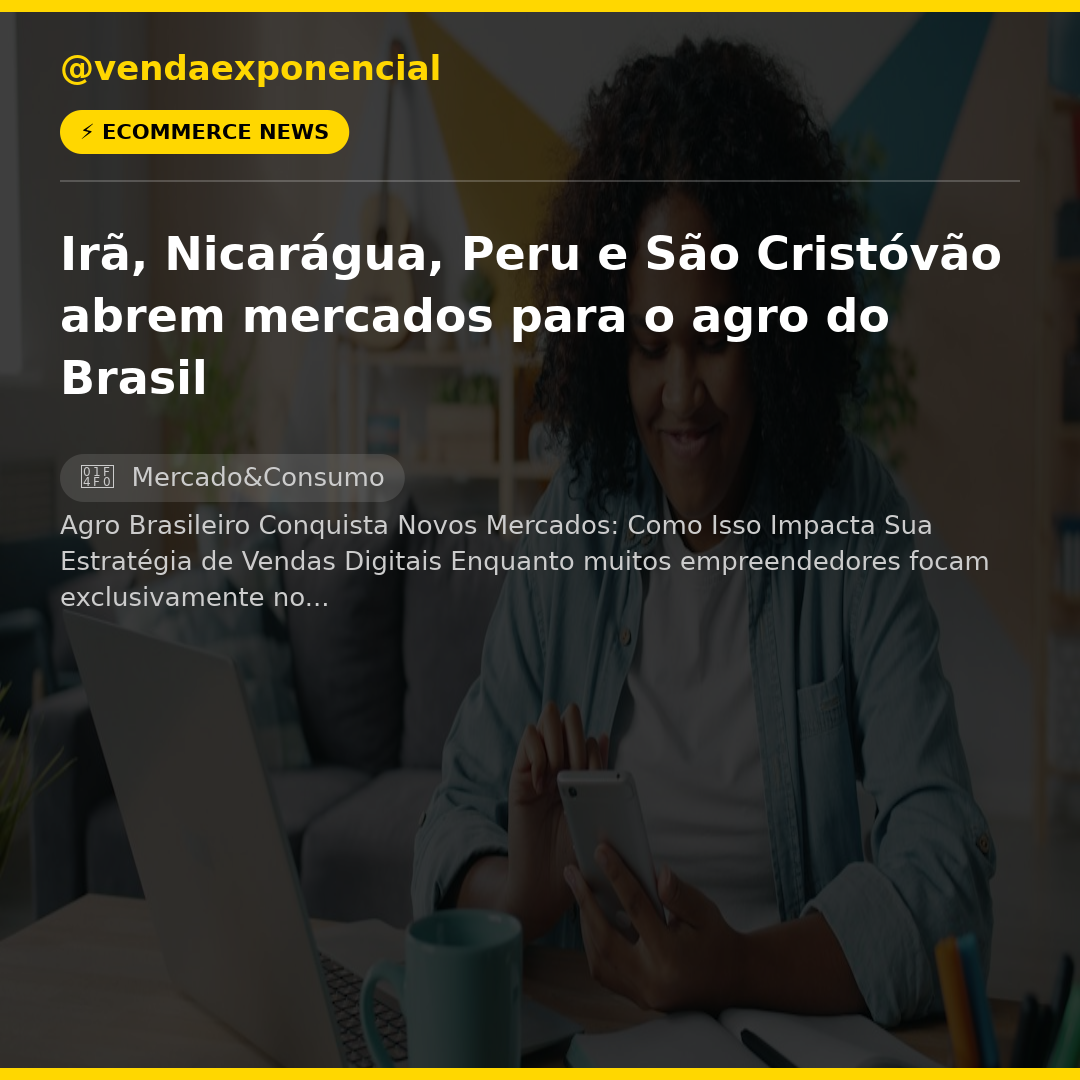 @vendaexponencial
⚡ ECOMMERCE NEWS
Irã, Nicarágua, Peru e São Cristóvão
abrem mercados para o agro do
Brasil
01F4F0 Mercado&Consumo
Agro Brasileiro Conquista Novos Mercados: Como Isso Impacta Sua
Estratégia de Vendas Digitais Enquanto muitos empreendedores focam
exclusivamente no...